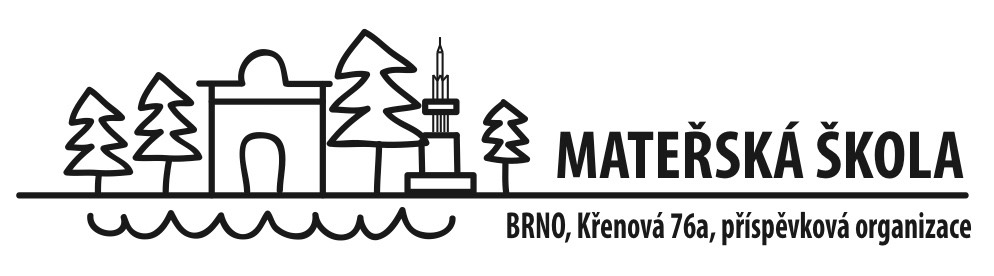 MATEŘSKÁ ŠKOLA
BRNO, Křenová 76a, příspěvková organizace